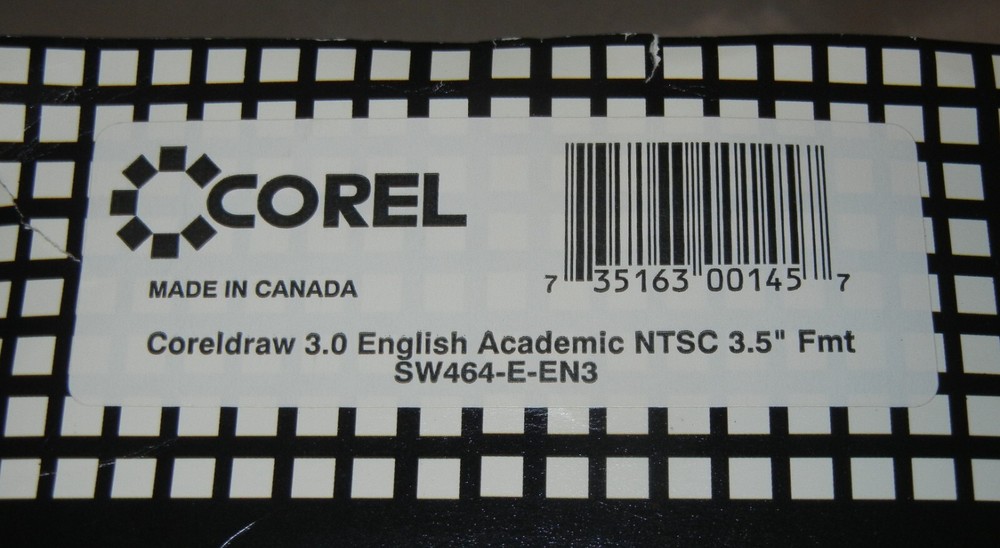 COREL
7 35163 00145 7
MADE IN CANADA
Coreldraw 3.0 English Academic NTSC 3.5" Fmt
SW464-E-EN3